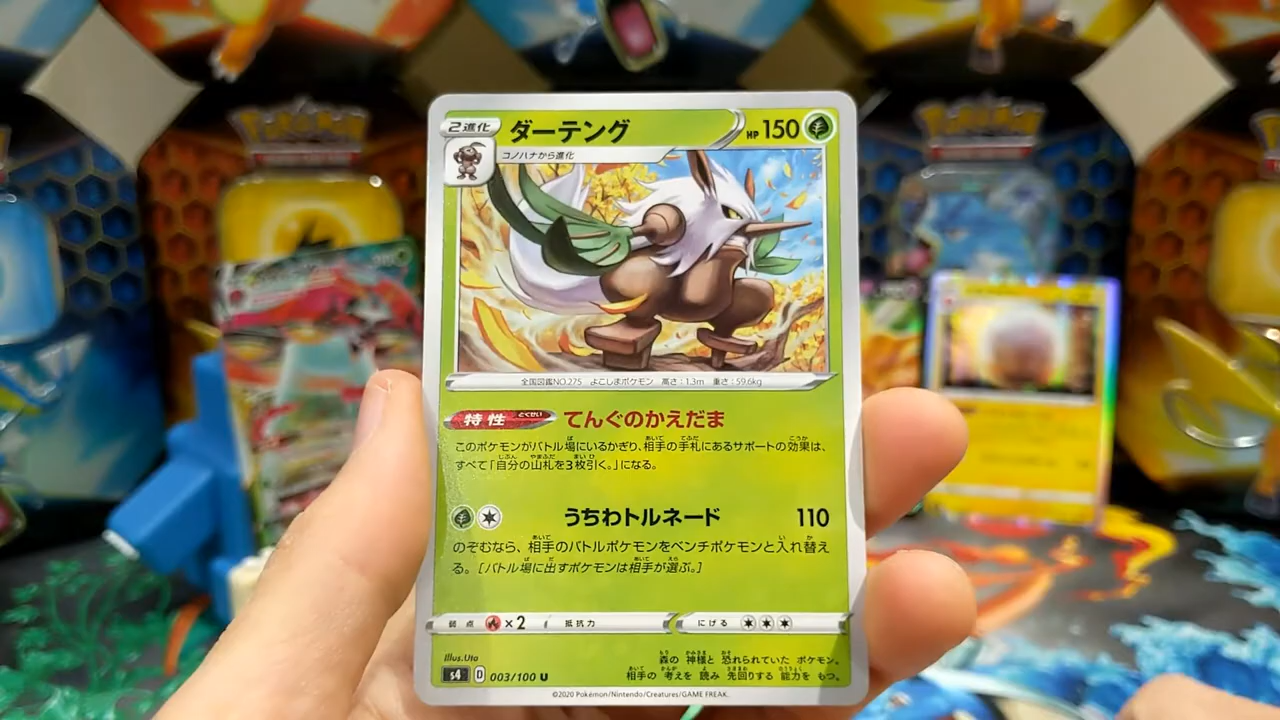 2進化 ダーテング HP 150
コノハナから進化
全国図鑑NO.275 よこしまポケモン 高さ:1.3m 重さ:59.6kg
特性 とくせい てんぐのかえだま
このポケモンがバトル場にいるかぎり、相手の手札にあるサポートの効果は、
すべて「自分の山札を3枚引く。」になる。
うちわトルネード 110
のぞむなら、相手のバトルポケモンをベンチポケモンと入れ替え
る。[バトル場に出すポケモンは相手が選ぶ。]
弱点 ×2 抵抗力 にげる
Illus.Uta
s4 D 003/100 U
森の 神様と 恐れられていた ポケモン。
相手の 考えを 読み 先回りする 能力を もつ。
©2020 Pokémon/Nintendo/Creatures/GAME FREAK.
POKÉMON
POKÉMON